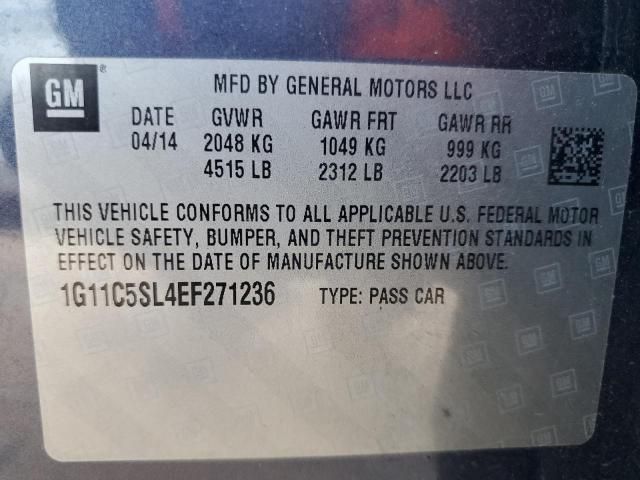 GM® MFD BY GENERAL MOTORS LLC
DATE GVWR GAWR FRT GAWR RR
04/14 2048 KG 1049 KG 999 KG
4515 LB 2312 LB 2203 LB
THIS VEHICLE CONFORMS TO ALL APPLICABLE U.S. FEDERAL MOTOR
VEHICLE SAFETY, BUMPER, AND THEFT PREVENTION STANDARDS IN
EFFECT ON THE DATE OF MANUFACTURE SHOWN ABOVE.
1G11C5SL4EF271236 TYPE: PASS CAR